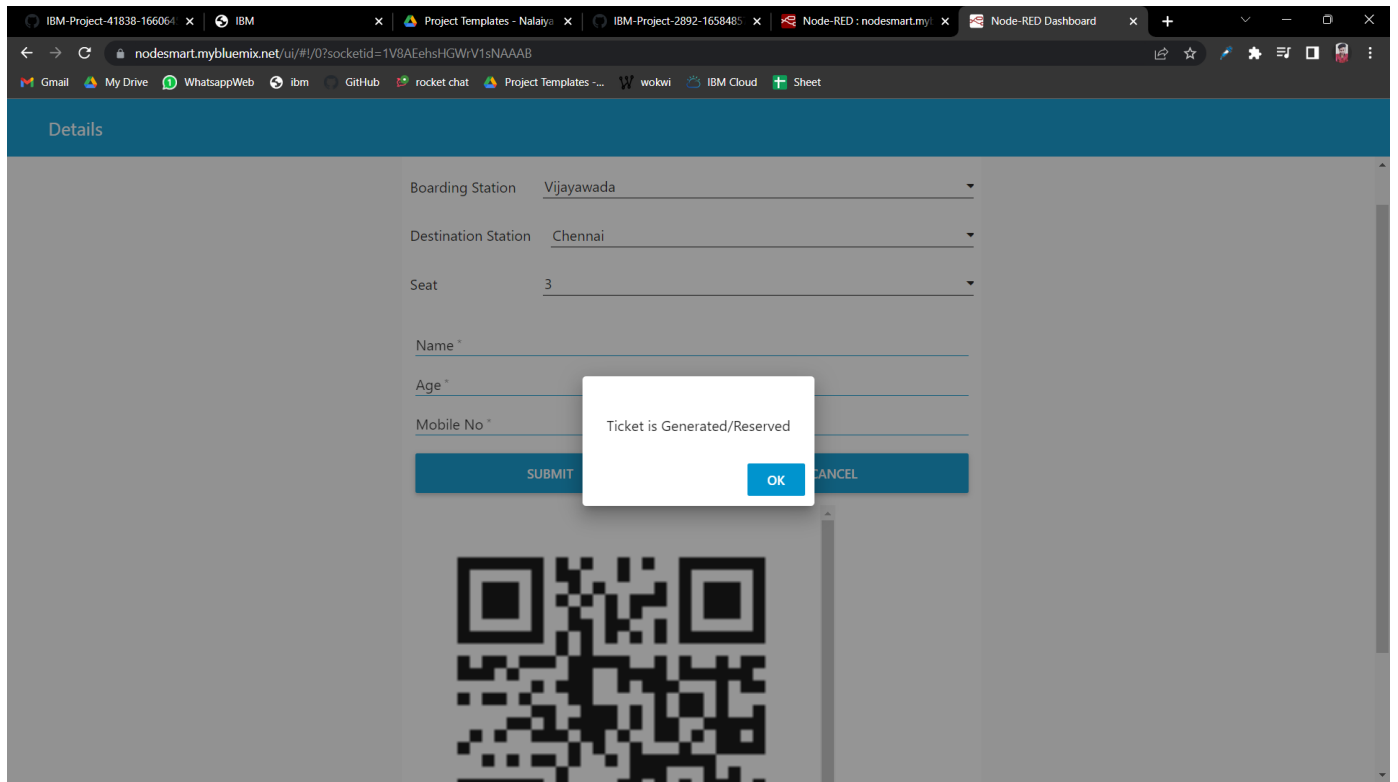 IBM-Project-41838-166064 IBM Project Templates - Nalaiya IBM-Project-2892-1658485 Node-RED : nodesmart.myb Node-RED Dashboard
nodesmart.mybluemix.net/ui/#!/0?socketid=1V8AEehsHGWrV1sNAAAB
Gmail My Drive WhatsappWeb ibm GitHub rocket chat Project Templates -... wokwi IBM Cloud Sheet
Details
Boarding Station Vijayawada
Destination Station Chennai
Seat 3
Name *
Age *
Mobile No *
Ticket is Generated/Reserved
OK
SUBMIT CANCEL